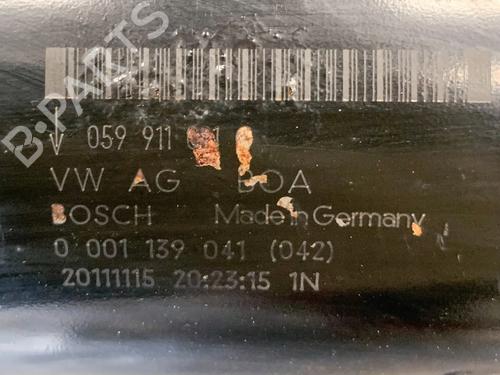 B-PARTS
V 059 911
VW AG
BOSCH Made in Germany
0 001 139 041 (042)
20111115 20:23:15 1N